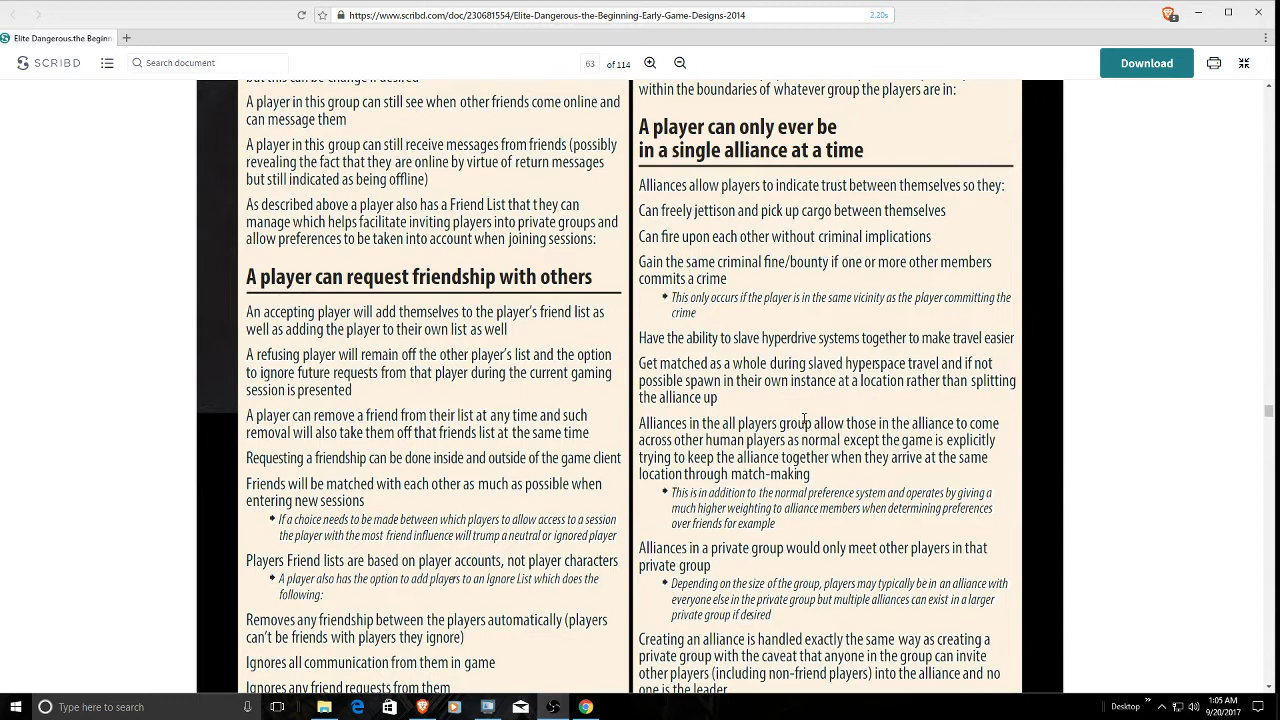 https://www.scribd.com/doc/230681554/Elite-Dangerous-the-Beginning-Early-Game-Designs-2014
2.20s
3
Elite Dangerous.the Beginn
SCRIBD
Search document
63 of 114
Download
but this can be change if desired
A player in this group can still see when other friends come online and
can message them
A player in this group can still receive messages from friends (possibly
revealing the fact that they are online by virtue of return messages
but still indicated as being offline)
As described above a player also has a Friend List that they can
manage which helps facilitate inviting players into private groups and
allow preferences to be taken into account when joining sessions:
A player can request friendship with others
An accepting player will add themselves to the player's friend list as
well as adding the player to their own list as well
A refusing player will remain off the other player's list and the option
to ignore future requests from that player during the current gaming
session is presented
A player can remove a friend from their list at any time and such
removal will also take them off that friends list at the same time
Requesting a friendship can be done inside and outside of the game client
Friends will be matched with each other as much as possible when
entering new sessions
If a choice needs to be made between which players to allow access to a session
the player with the most friend influence will trump a neutral or ignored player
Players Friend lists are based on player accounts, not player characters
A player also has the option to add players to an Ignore List which does the
following:
Removes any friendship between the players automatically (players
can't be friends with players they ignore)
Ignores all communication from them in game
Ignores any friend requests from them
within the boundaries of whatever group the players are in:
A player can only ever be
in a single alliance at a time
Alliances allow players to indicate trust between themselves so they:
Can freely jettison and pick up cargo between themselves
Can fire upon each other without criminal implications
Gain the same criminal fine/bounty if one or more other members
commits a crime
This only occurs if the player is in the same vicinity as the player committing the
crime
Have the ability to slave hyperdrive systems together to make travel easier
Get matched as a whole during slaved hyperspace travel and if not
possible spawn in their own instance at a location rather than splitting
the alliance up
Alliances in the all players group allow those in the alliance to come
across other human players as normal except the game is explicitly
trying to keep the alliance together when they arrive at the same
location through match-making
This is in addition to the normal preference system and operates by giving a
much higher weighting to alliance members when determining preferences
over friends for example
Alliances in a private group would only meet other players in that
private group
Depending on the size of the group, players may typically be in an alliance with
everyone else in the private group but multiple alliances can exist in a larger
private group if desired
Creating an alliance is handled exactly the same way as creating a
private group with the caveat that anyone in the group can invite
other players (including non-friend players) into the alliance and no
one is the leader
Type here to search
Desktop
1:05 AM
9/20/2017